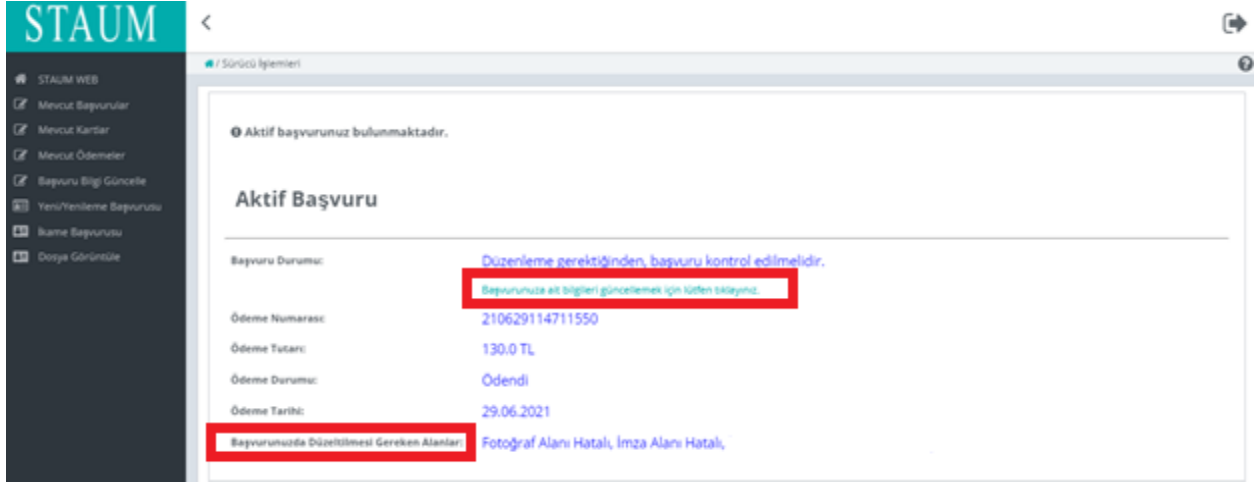 STAUM
/ Sürücü İşlemleri
STAUM WEB
Mevcut Başvurular
Mevcut Kartlar
Mevcut Ödemeler
Başvuru Bilgi Güncelle
Yeni/Yenileme Başvurusu
İkame Başvurusu
Dosya Görüntüle
Aktif başvurunuz bulunmaktadır.
Aktif Başvuru
Başvuru Durumu: Düzenleme gerektiğinden, başvuru kontrol edilmelidir.
Başvurunuza ait bilgileri güncellemek için lütfen tıklayınız.
Ödeme Numarası: 210629114711550
Ödeme Tutarı: 130.0 TL
Ödeme Durumu: Ödendi
Ödeme Tarihi: 29.06.2021
Başvurunuzda Düzeltilmesi Gereken Alanlar: Fotoğraf Alanı Hatalı, İmza Alanı Hatalı,